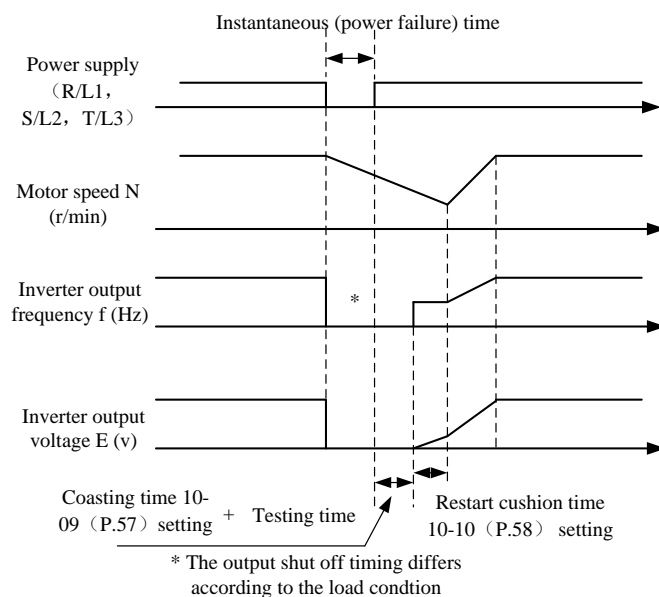 Instantaneous (power failure) time
Power supply
（R/L1，
S/L2，T/L3）
Motor speed N
(r/min)
Inverter output
frequency f (Hz)
*
Inverter output
voltage E (v)
Coasting time 10-
09（P.57）setting
+ Testing time
Restart cushion time
10-10（P.58） setting
* The output shut off timing differs
according to the load condtion